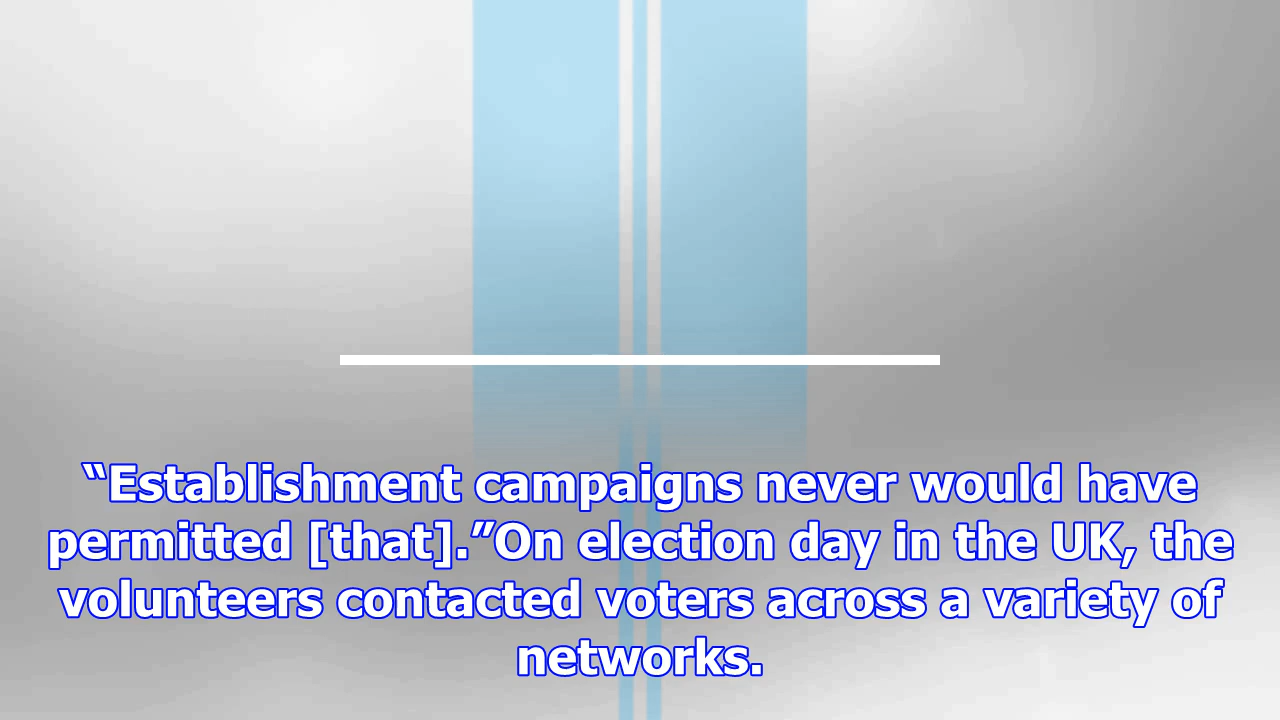 “Establishment campaigns never would have
permitted [that].”On election day in the UK, the
volunteers contacted voters across a variety of
networks.